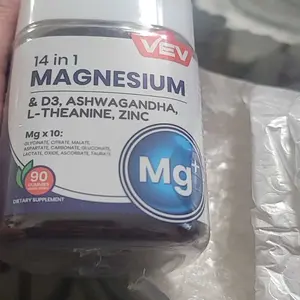 VEV
14 in 1
MAGNESIUM
& D3, ASHWAGANDHA,
L-THEANINE, ZINC
Mg x 10:
GLYCINATE, CITRATE, MALATE,
ASPARTATE, CARBONATE, GLUCONATE,
LACTATE, OXIDE, ASCORBATE, TAURATE
Mg+
90
GUMMIES
DIETARY SUPPLEMENT